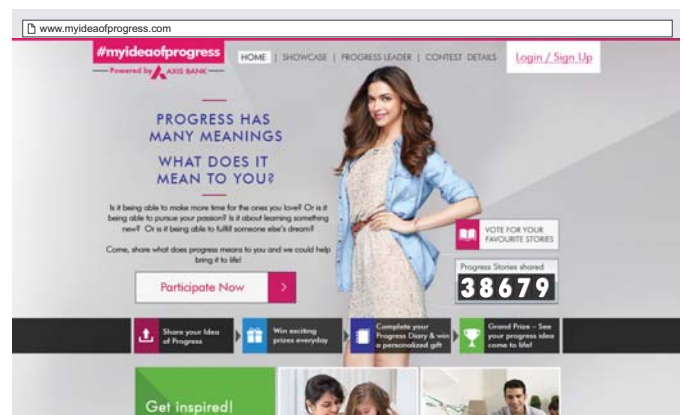 www.myideaofprogress.com
#myideaofprogress
Powered by AXIS BANK
HOME | SHOWCASE | PROGRESS LEADER | CONTEST DETAILS
Login / Sign Up
PROGRESS HAS
MANY MEANINGS
WHAT DOES IT
MEAN TO YOU?
Is it being able to make more time for the ones you love? Or is it
being able to pursue your passion? Is it about learning something
new? Or is it being able to fulfill someone else's dream?
Come, share what does progress means to you and we could help
bring it to life!
Participate Now
VOTE FOR YOUR
FAVOURITE STORIES
Progress Stories shared
38679
Share your Idea
of Progress
Win exciting
prizes everyday
Complete your
Progress Diary & win
a personalized gift
Grand Prize – See
your progress idea
come to life!
Get inspired!